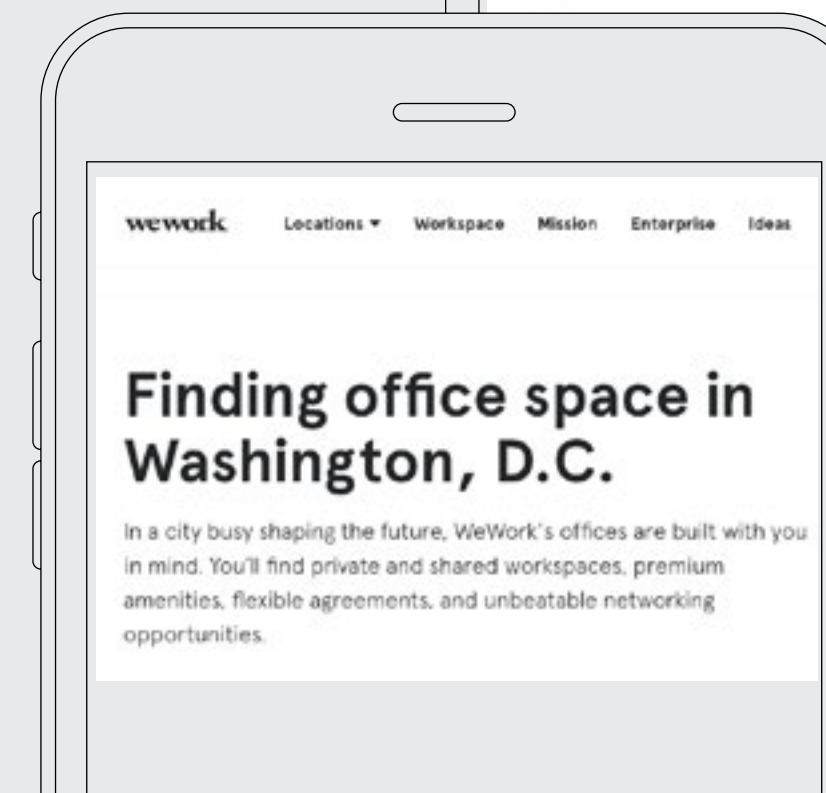 wework Locations Workspace Mission Enterprise Ideas
Finding office space in
Washington, D.C.
In a city busy shaping the future, WeWork's offices are built with you
in mind. You'll find private and shared workspaces, premium
amenities, flexible agreements, and unbeatable networking
opportunities.